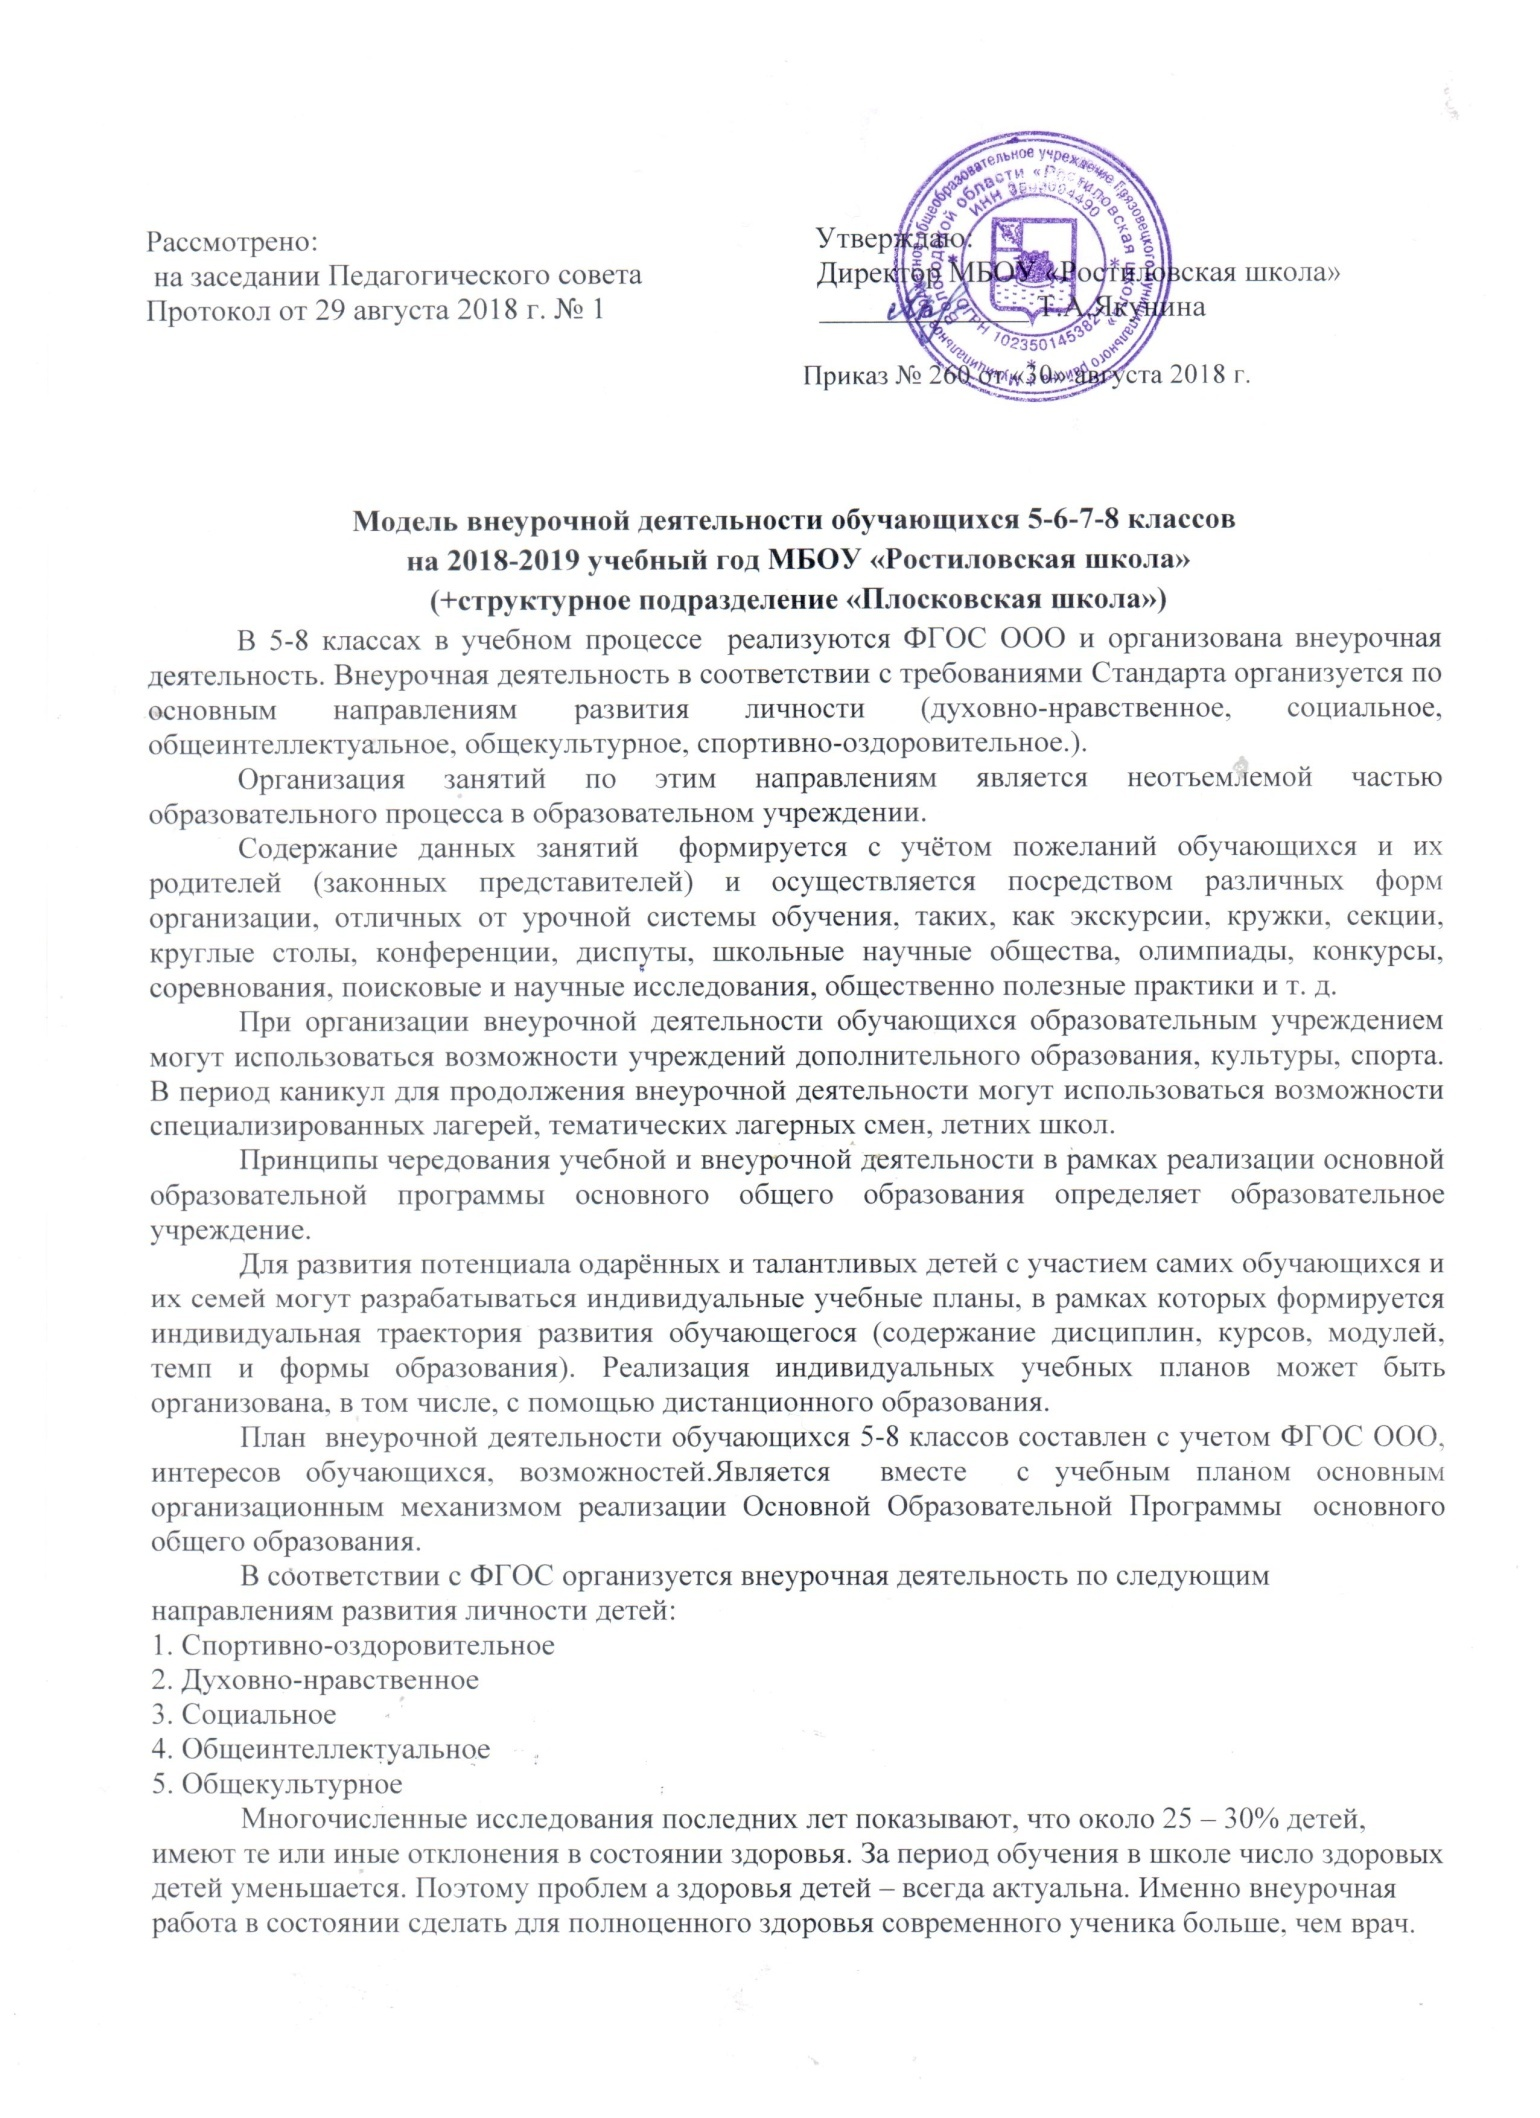 Рассмотрено:
на заседании Педагогического совета
Протокол от 29 августа 2018 г. № 1
Утверждаю:
Директор МБОУ «Ростиловская школа»
Т.А.Якунина
Приказ № 260 от «30» августа 2018 г.
общеобразовательное учреждение Грязовецкого муниципального района
Вологодской области «Ростиловская школа»
ИНН
ОГРН
Модель внеурочной деятельности обучающихся 5-6-7-8 классов
на 2018-2019 учебный год МБОУ «Ростиловская школа»
(+структурное подразделение «Плосковская школа»)
В 5-8 классах в учебном процессе реализуются ФГОС ООО и организована внеурочная
деятельность. Внеурочная деятельность в соответствии с требованиями Стандарта организуется по
основным направлениям развития личности (духовно-нравственное, социальное,
общеинтеллектуальное, общекультурное, спортивно-оздоровительное.).
Организация занятий по этим направлениям является неотъемлемой частью
образовательного процесса в образовательном учреждении.
Содержание данных занятий формируется с учётом пожеланий обучающихся и их
родителей (законных представителей) и осуществляется посредством различных форм
организации, отличных от урочной системы обучения, таких, как экскурсии, кружки, секции,
круглые столы, конференции, диспуты, школьные научные общества, олимпиады, конкурсы,
соревнования, поисковые и научные исследования, общественно полезные практики и т. д.
При организации внеурочной деятельности обучающихся образовательным учреждением
могут использоваться возможности учреждений дополнительного образования, культуры, спорта.
В период каникул для продолжения внеурочной деятельности могут использоваться возможности
специализированных лагерей, тематических лагерных смен, летних школ.
Принципы чередования учебной и внеурочной деятельности в рамках реализации основной
образовательной программы основного общего образования определяет образовательное
учреждение.
Для развития потенциала одарённых и талантливых детей с участием самих обучающихся и
их семей могут разрабатываться индивидуальные учебные планы, в рамках которых формируется
индивидуальная траектория развития обучающегося (содержание дисциплин, курсов, модулей,
темп и формы образования). Реализация индивидуальных учебных планов может быть
организована, в том числе, с помощью дистанционного образования.
План внеурочной деятельности обучающихся 5-8 классов составлен с учетом ФГОС ООО,
интересов обучающихся, возможностей.Является вместе с учебным планом основным
организационным механизмом реализации Основной Образовательной Программы основного
общего образования.
В соответствии с ФГОС организуется внеурочная деятельность по следующим
направлениям развития личности детей:
1. Спортивно-оздоровительное
2. Духовно-нравственное
3. Социальное
4. Общеинтеллектуальное
5. Общекультурное
Многочисленные исследования последних лет показывают, что около 25 – 30% детей,
имеют те или иные отклонения в состоянии здоровья. За период обучения в школе число здоровых
детей уменьшается. Поэтому проблем а здоровья детей – всегда актуальна. Именно внеурочная
работа в состоянии сделать для полноценного здоровья современного ученика больше, чем врач.